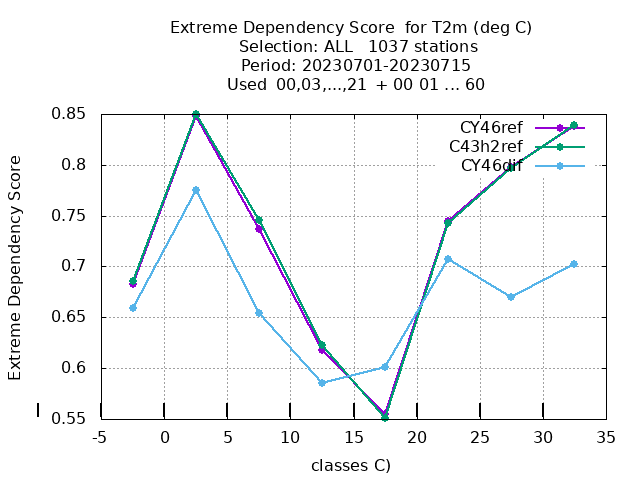 Extreme Dependency Score for T2m (deg C)
Selection: ALL 1037 stations
Period: 20230701-20230715
Used 00,03,...,21 + 00 01 ... 60
0.85
0.8
0.75
0.7
0.65
0.6
0.55
Extreme Dependency Score
CY46ref
C43h2ref
CY46dif
-5
0
5
10
15
20
25
30
35
classes C)